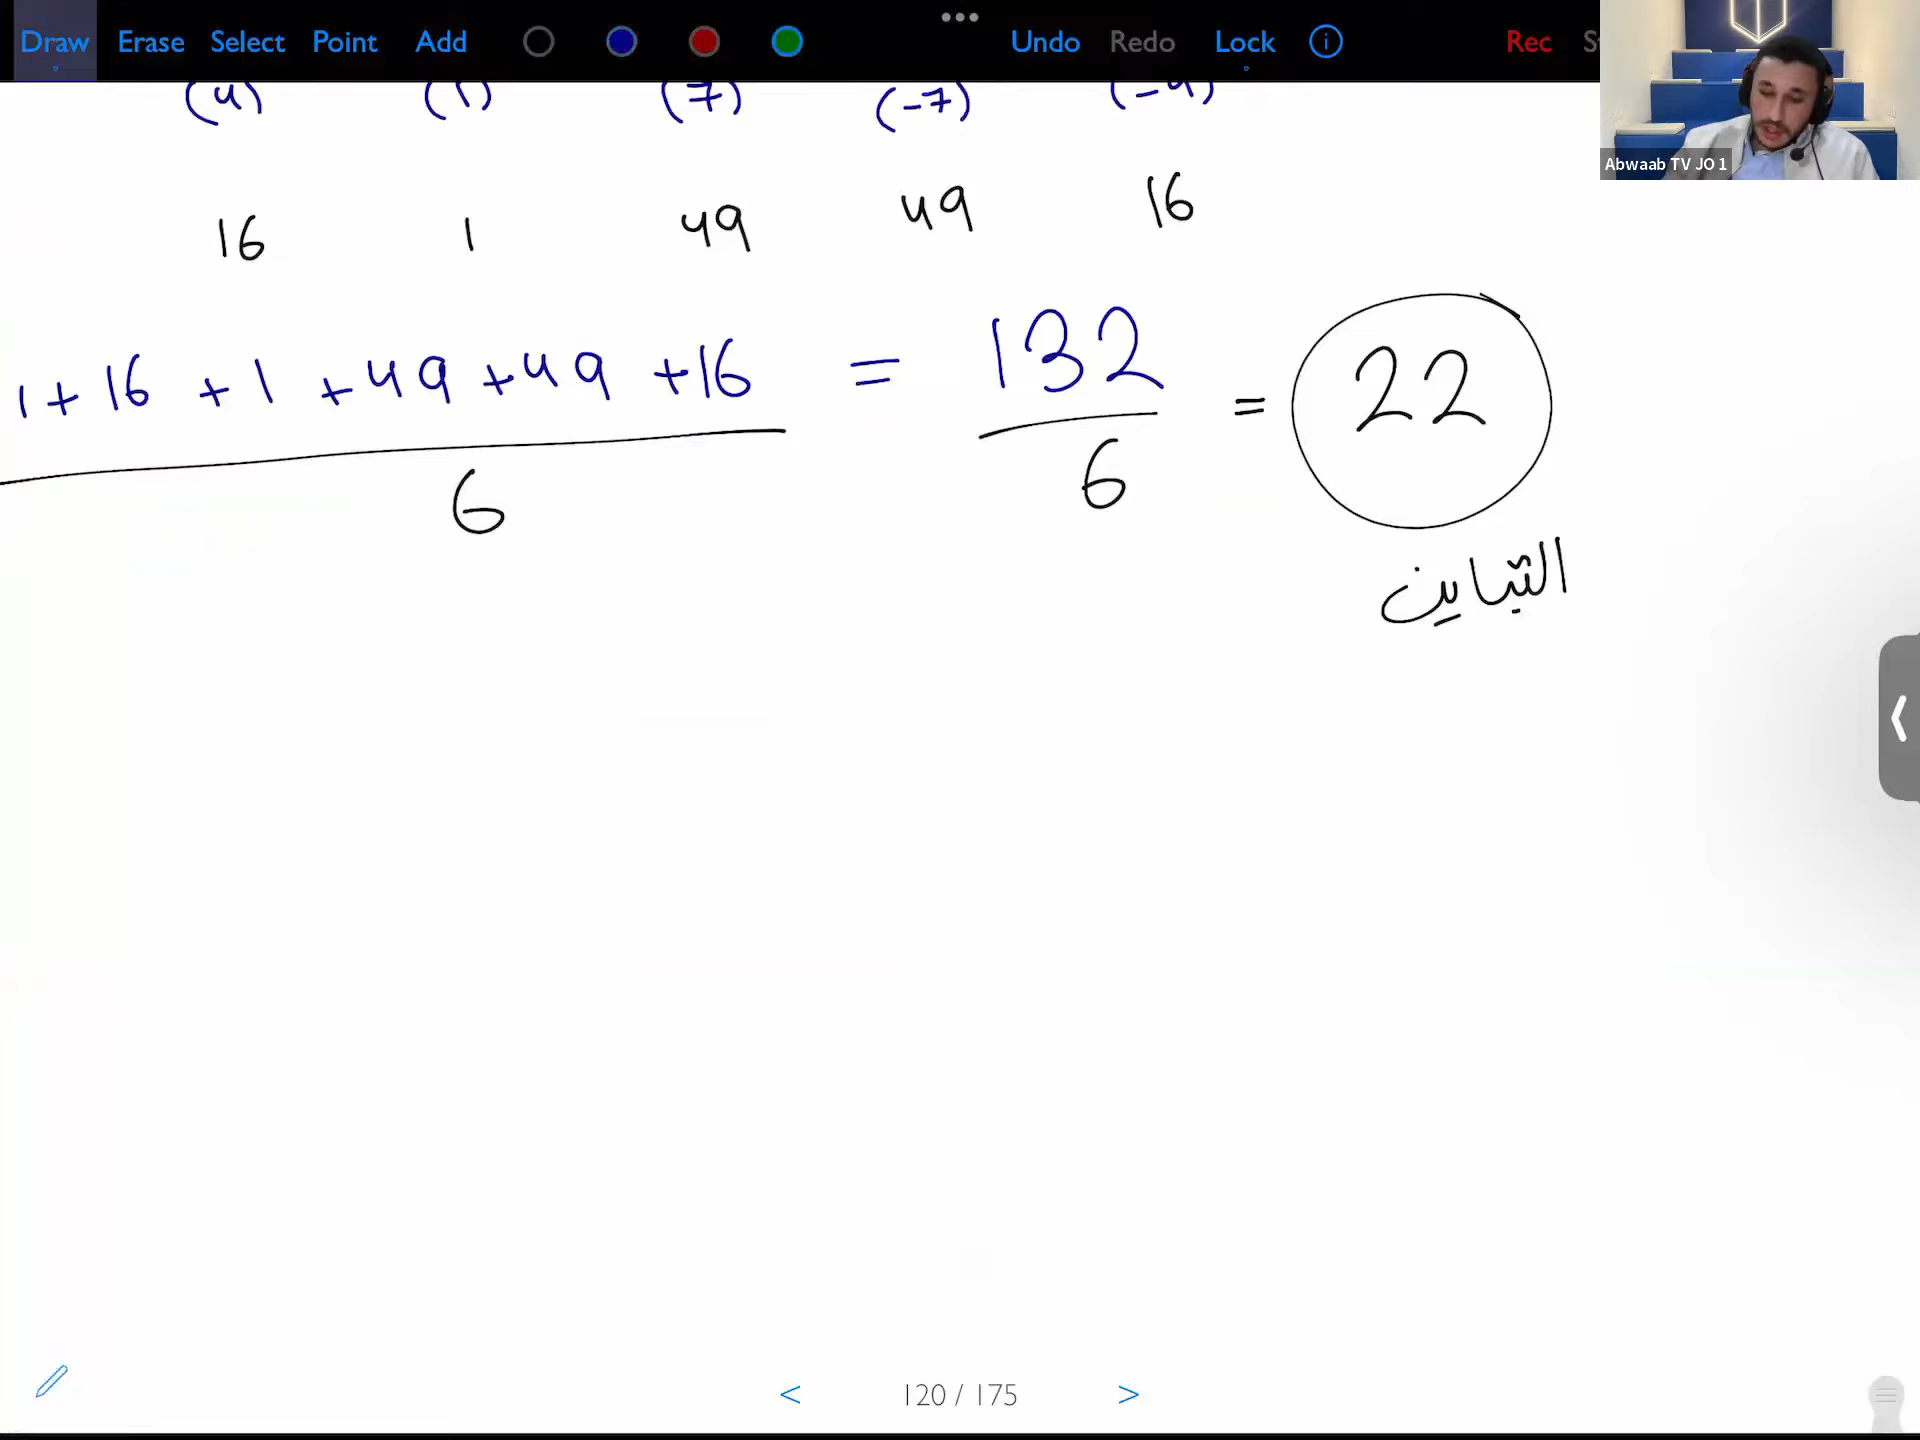 Draw Erase Select Point Add Undo Redo Lock Rec
Abwaab TV JO 1
(4) (1) (7) (-7) (-4)
16 1 49 49 16
1 + 16 + 1 + 49 + 49 + 16 = 132 = 22
6 6
التباين
< 120 / 175 >